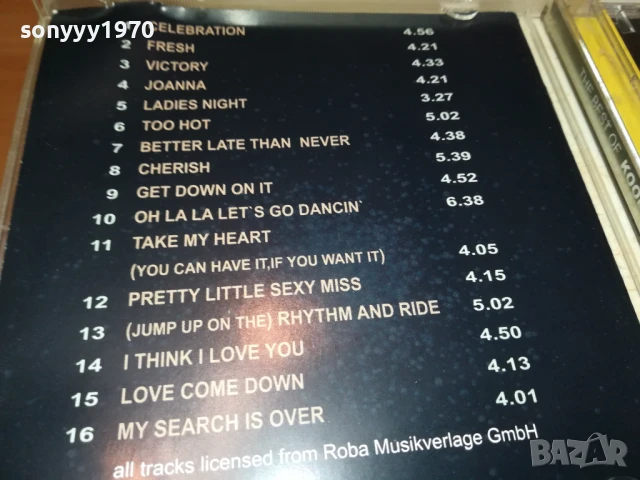 sonyyy1970
1 CELEBRATION 4.56
2 FRESH 4.21
3 VICTORY 4.33
4 JOANNA 4.21
5 LADIES NIGHT 3.27
6 TOO HOT 5.02
7 BETTER LATE THAN NEVER 4.38
8 CHERISH 5.39
9 GET DOWN ON IT 4.52
10 OH LA LA LET`S GO DANCIN` 6.38
11 TAKE MY HEART
(YOU CAN HAVE IT,IF YOU WANT IT) 4.05
12 PRETTY LITTLE SEXY MISS 4.15
13 (JUMP UP ON THE) RHYTHM AND RIDE 5.02
14 I THINK I LOVE YOU 4.50
15 LOVE COME DOWN 4.13
16 MY SEARCH IS OVER 4.01
all tracks licensed from Roba Musikverlage GmbH
THE BEST OF
BAZAR